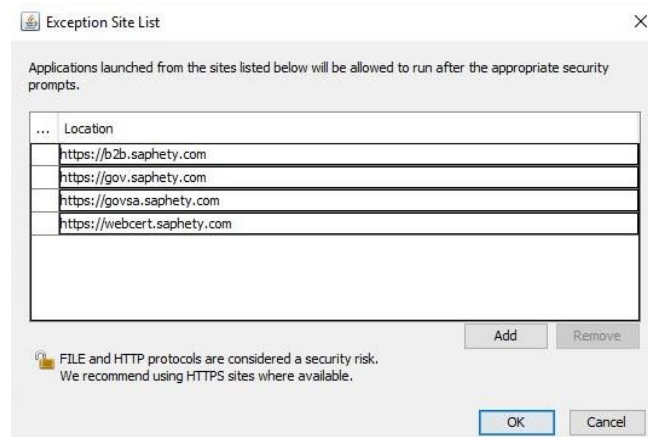 Exception Site List
Applications launched from the sites listed below will be allowed to run after the appropriate security
prompts.
... Location
https://b2b.saphety.com
https://gov.saphety.com
https://govsa.saphety.com
https://webcert.saphety.com
Add Remove
FILE and HTTP protocols are considered a security risk.
We recommend using HTTPS sites where available.
OK Cancel